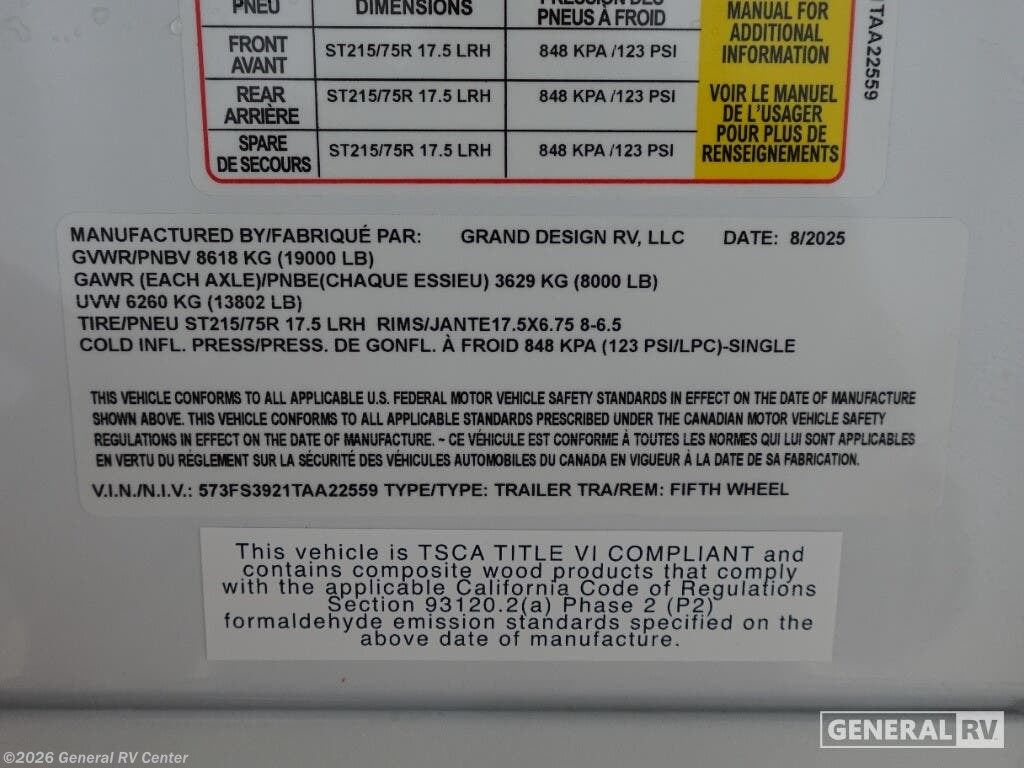 PNEU DIMENSIONS PRESSION DES
PNEUS À FROID
MANUAL FOR
ADDITIONAL
INFORMATION
FRONT
AVANT
ST215/75R 17.5 LRH 848 KPA /123 PSI
REAR
ARRIÈRE
ST215/75R 17.5 LRH 848 KPA /123 PSI
SPARE
DE SECOURS
ST215/75R 17.5 LRH 848 KPA /123 PSI
VOIR LE MANUEL
DE L'USAGER
POUR PLUS DE
RENSEIGNEMENTS
1TAA22559
MANUFACTURED BY/FABRIQUÉ PAR: GRAND DESIGN RV, LLC DATE: 8/2025
GVWR/PNBV 8618 KG (19000 LB)
GAWR (EACH AXLE)/PNBE(CHAQUE ESSIEU) 3629 KG (8000 LB)
UVW 6260 KG (13802 LB)
TIRE/PNEU ST215/75R 17.5 LRH RIMS/JANTE17.5X6.75 8-6.5
COLD INFL. PRESS/PRESS. DE GONFL. À FROID 848 KPA (123 PSI/LPC)-SINGLE
THIS VEHICLE CONFORMS TO ALL APPLICABLE U.S. FEDERAL MOTOR VEHICLE SAFETY STANDARDS IN EFFECT ON THE DATE OF MANUFACTURE
SHOWN ABOVE. THIS VEHICLE CONFORMS TO ALL APPLICABLE STANDARDS PRESCRIBED UNDER THE CANADIAN MOTOR VEHICLE SAFETY
REGULATIONS IN EFFECT ON THE DATE OF MANUFACTURE. ~ CE VÉHICULE EST CONFORME À TOUTES LES NORMES QUI LUI SONT APPLICABLES
EN VERTU DU RÉGLEMENT SUR LA SÉCURITÉ DES VÉHICULES AUTOMOBILES DU CANADA EN VIGUEUR À LA DATE DE SA FABRICATION.
V.I.N./N.I.V.: 573FS3921TAA22559 TYPE/TYPE: TRAILER TRA/REM: FIFTH WHEEL
This vehicle is TSCA TITLE VI COMPLIANT and
contains composite wood products that comply
with the applicable California Code of Regulations
Section 93120.2(a) Phase 2 (P2)
formaldehyde emission standards specified on the
above date of manufacture.
GENERAL RV
©2026 General RV Center